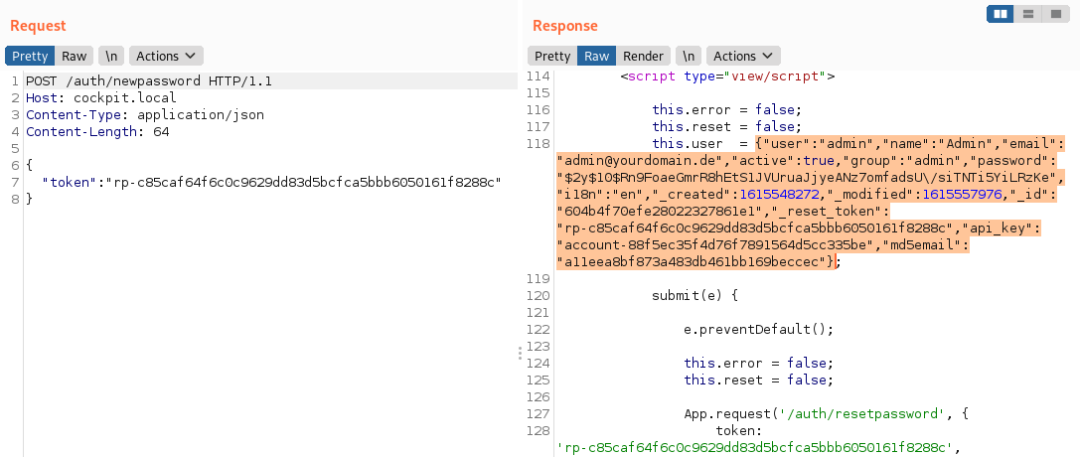 Request
Pretty Raw \n Actions
1 POST /auth/newpassword HTTP/1.1
2 Host: cockpit.local
3 Content-Type: application/json
4 Content-Length: 64
5
6 {
7 "token":"rp-c85caf64f6c0c9629dd83d5bcfca5bbb6050161f8288c"
8 }
Response
Pretty Raw Render \n Actions
114 <script type="view/script">
115
116 this.error = false;
117 this.reset = false;
118 this.user = {"user":"admin","name":"Admin","email":
"admin@yourdomain.de","active":true,"group":"admin","password":
"$2y$10$Rn9FoaeGmrR8hEtS1JVUruaJjyeANz7omfadsU\/siTNTi5YiLRzKe",
"i18n":"en","_created":1615548272,"_modified":1615557976,"_id":
"604b4f70efe28022327861e1","_reset_token":
"rp-c85caf64f6c0c9629dd83d5bcfca5bbb6050161f8288c","api_key":
"account-88f5ec35f4d76f7891564d5cc335be","md5email":
"a11eea8bf873a483db461bb169beccec"};
119
120 submit(e) {
121
122 e.preventDefault();
123
124 this.error = false;
125 this.reset = false;
126
127 App.request('/auth/resetpassword', {
128 token:
'rp-c85caf64f6c0c9629dd83d5bcfca5bbb6050161f8288c',